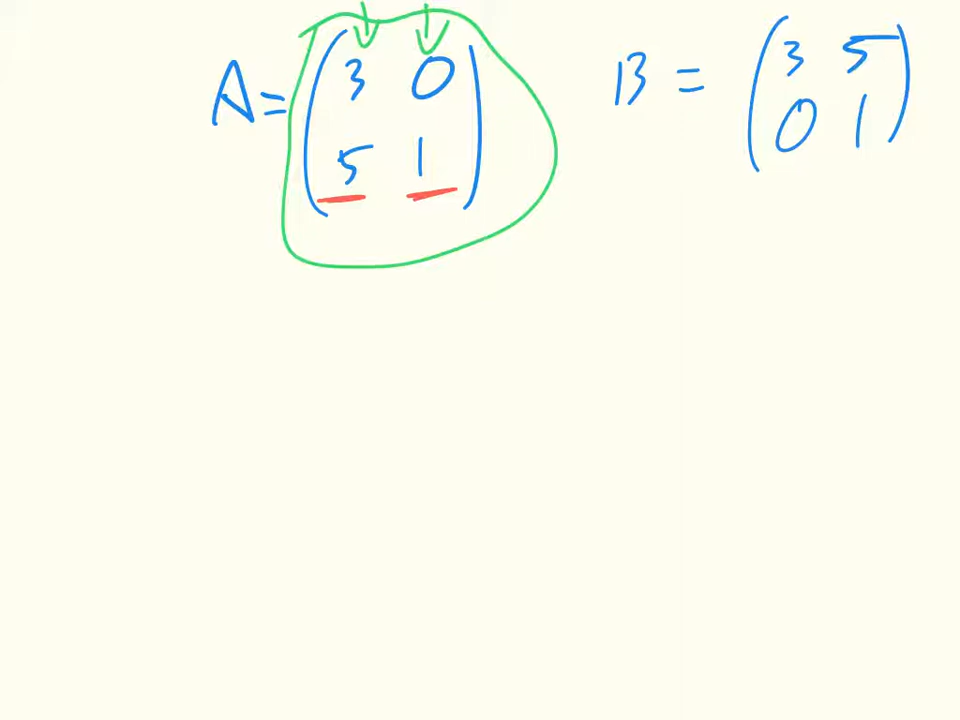 A = ( 3 0
5 1 )
B = ( 3 5
0 1 )